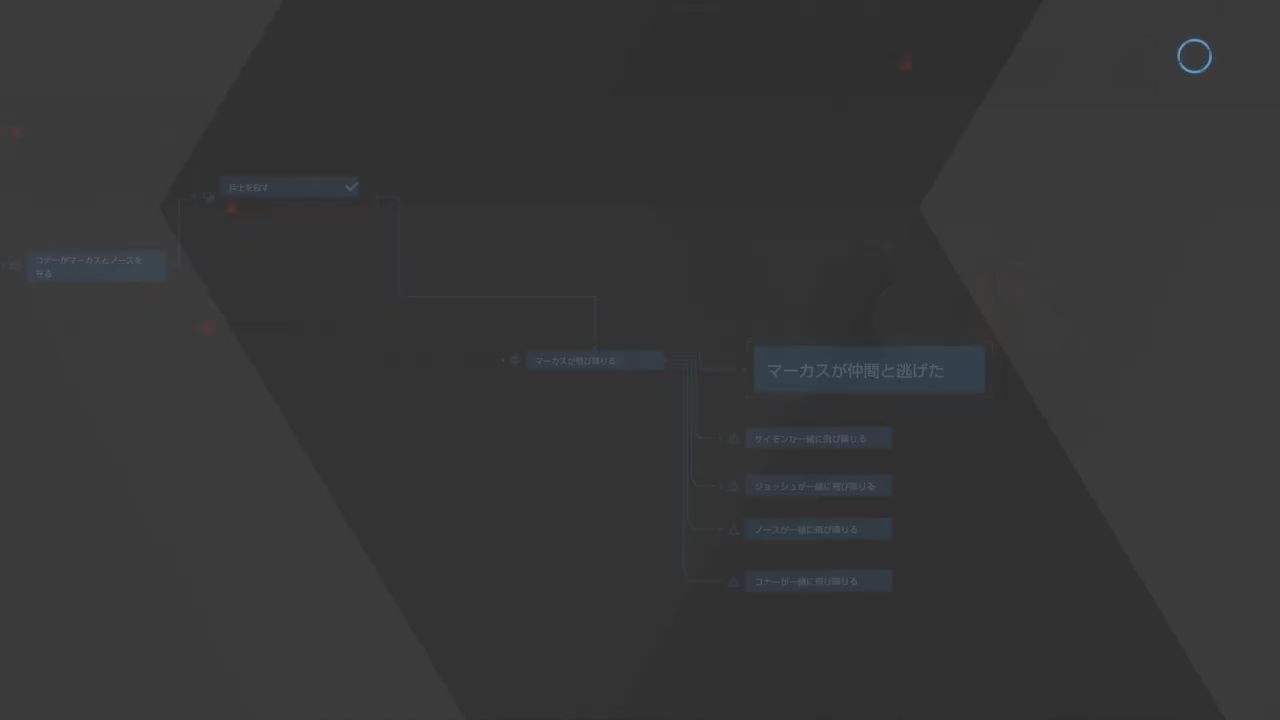 兵士を殺す
コナーがマーカスとノースを
守る
マーカスが飛び降りる
マーカスが仲間と逃げた
サイモンが一緒に飛び降りる
ジョッシュが一緒に飛び降りる
ノースが一緒に飛び降りる
コナーが一緒に飛び降りる